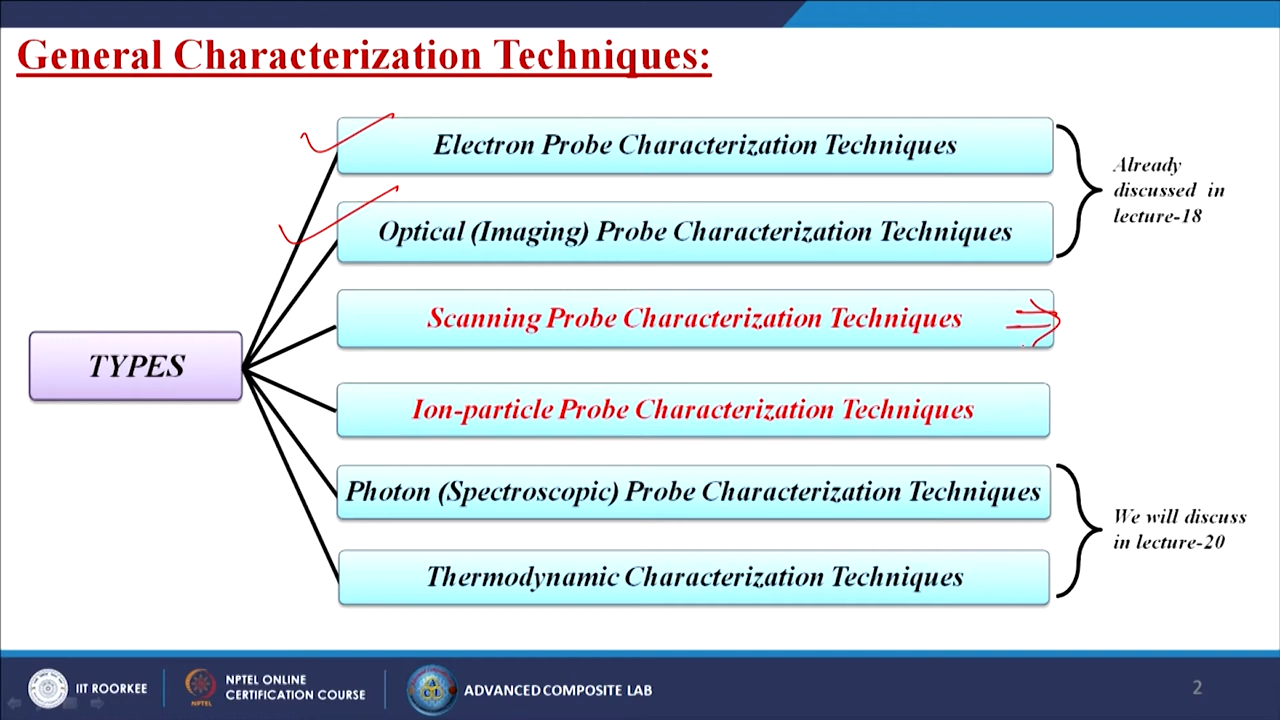 General Characterization Techniques:
Electron Probe Characterization Techniques
Optical (Imaging) Probe Characterization Techniques
Already
discussed in
lecture-18
Scanning Probe Characterization Techniques
TYPES
Ion-particle Probe Characterization Techniques
Photon (Spectroscopic) Probe Characterization Techniques
Thermodynamic Characterization Techniques
We will discuss
in lecture-20
IIT ROORKEE
NPTEL ONLINE
CERTIFICATION COURSE
NPTEL
ADVANCED COMPOSITE LAB
2